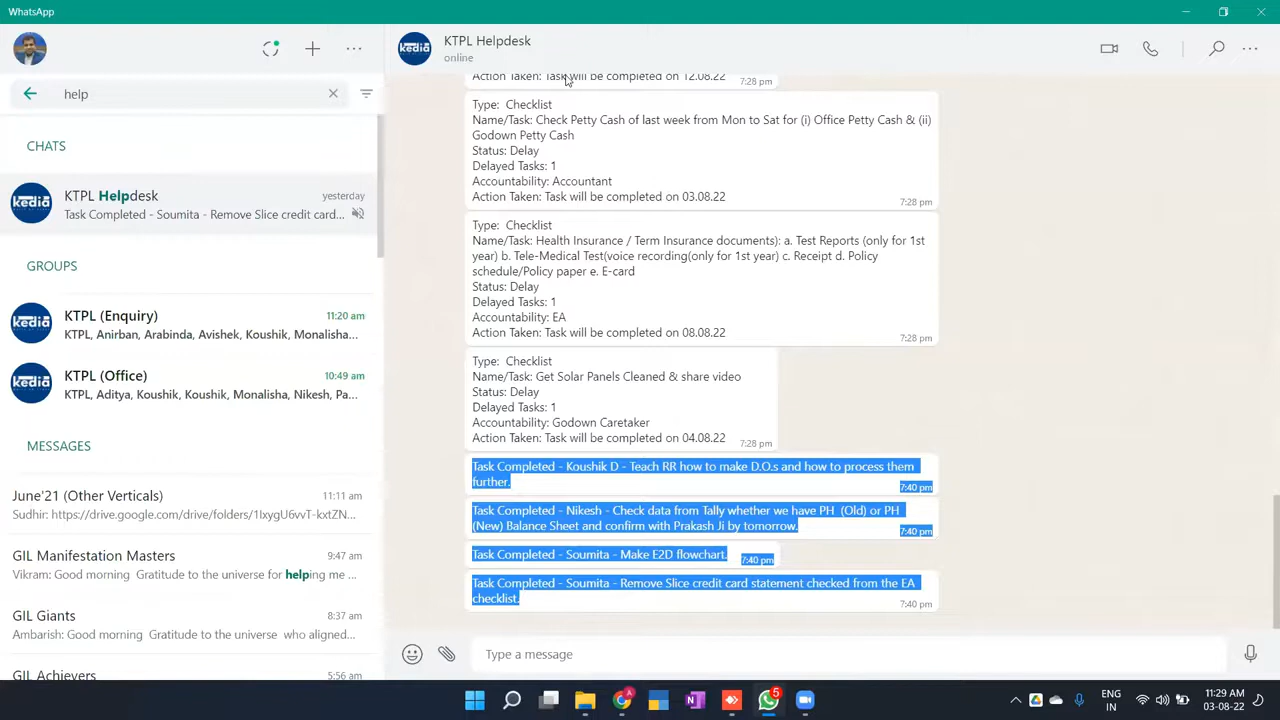 WhatsApp
help
CHATS
KTPL Helpdesk
yesterday
Task Completed - Soumita - Remove Slice credit card...
GROUPS
KTPL (Enquiry)
11:20 am
KTPL, Anirban, Arabinda, Avishek, Koushik, Monalisha...
KTPL (Office)
10:49 am
KTPL, Aditya, Koushik, Koushik, Monalisha, Nikesh, Pa...
MESSAGES
June'21 (Other Verticals)
11:11 am
Sudhir: https://drive.google.com/drive/folders/1IxygU6vvT-kxtZN...
GIL Manifestation Masters
9:47 am
Vikram: Good morning Gratitude to the universe for helping me ...
GIL Giants
8:37 am
Ambarish: Good morning Gratitude to the universe who aligned...
GIL Achievers
5:56 am
kedia
KTPL Helpdesk
online
Action Taken: Task will be completed on 12.08.22
7:28 pm
Type: Checklist
Name/Task: Check Petty Cash of last week from Mon to Sat for (i) Office Petty Cash & (ii)
Godown Petty Cash
Status: Delay
Delayed Tasks: 1
Accountability: Accountant
Action Taken: Task will be completed on 03.08.22
7:28 pm
Type: Checklist
Name/Task: Health Insurance / Term Insurance documents): a. Test Reports (only for 1st
year) b. Tele-Medical Test(voice recording(only for 1st year) c. Receipt d. Policy
schedule/Policy paper e. E-card
Status: Delay
Delayed Tasks: 1
Accountability: EA
Action Taken: Task will be completed on 08.08.22
7:28 pm
Type: Checklist
Name/Task: Get Solar Panels Cleaned & share video
Status: Delay
Delayed Tasks: 1
Accountability: Godown Caretaker
Action Taken: Task will be completed on 04.08.22
7:28 pm
Task Completed - Koushik D - Teach RR how to make D.O.s and how to process them
further.
7:40 pm
Task Completed - Nikesh - Check data from Tally whether we have PH (Old) or PH
(New) Balance Sheet and confirm with Prakash Ji by tomorrow.
7:40 pm
Task Completed - Soumita - Make E2D flowchart.
7:40 pm
Task Completed - Soumita - Remove Slice credit card statement checked from the EA
checklist.
7:40 pm
Type a message
5
ENG
IN
11:29 AM
03-08-22